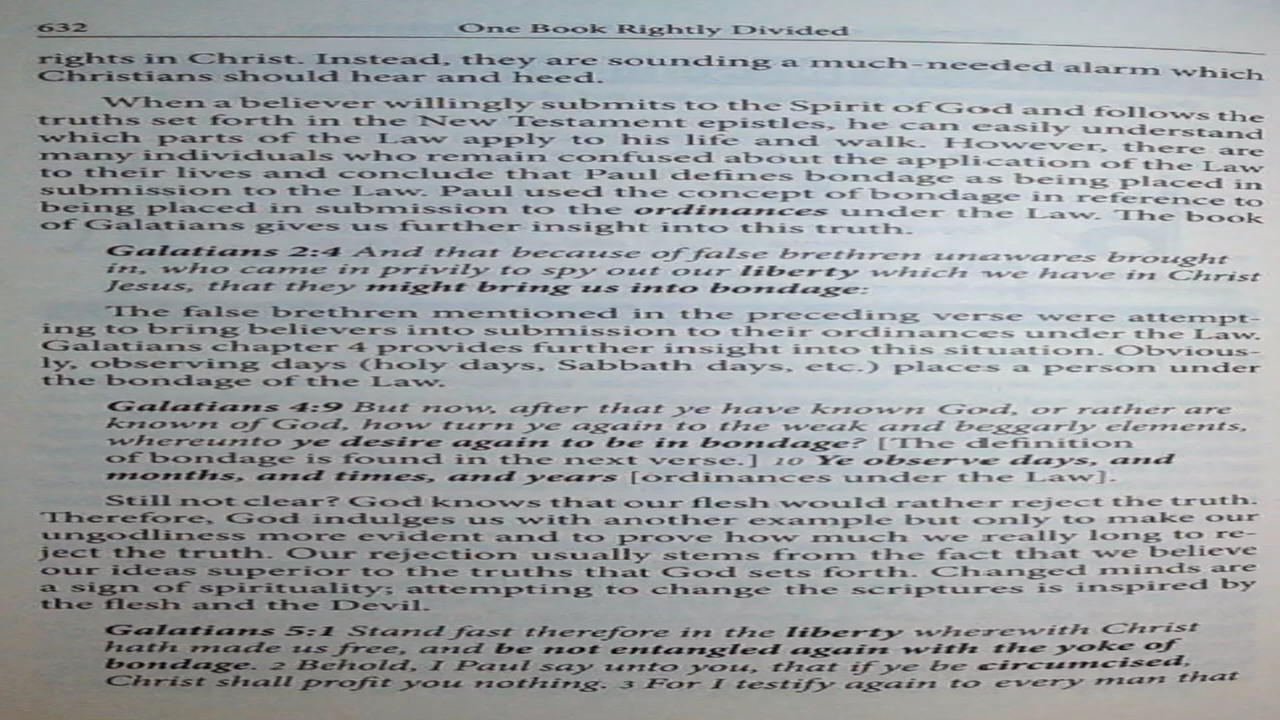 632
One Book Rightly Divided
rights in Christ. Instead, they are sounding a much-needed alarm which
Christians should hear and heed.
When a believer willingly submits to the Spirit of God and follows the
truths set forth in the New Testament epistles, he can easily understand
which parts of the Law apply to his life and walk. However, there are
many individuals who remain confused about the application of the Law
to their lives and conclude that Paul defines bondage as being placed in
submission to the Law. Paul used the concept of bondage in reference to
being placed in submission to the ordinances under the Law. The book
of Galatians gives us further insight into this truth.
Galatians 2:4 And that because of false brethren unawares brought
in, who came in privily to spy out our liberty which we have in Christ
Jesus, that they might bring us into bondage:
The false brethren mentioned in the preceding verse were attempt-
ing to bring believers into submission to their ordinances under the Law.
Galatians chapter 4 provides further insight into this situation. Obvious-
ly, observing days (holy days, Sabbath days, etc.) places a person under
the bondage of the Law.
Galatians 4:9 But now, after that ye have known God, or rather are
known of God, how turn ye again to the weak and beggarly elements,
whereunto ye desire again to be in bondage? [The definition
of bondage is found in the next verse.] 10 Ye observe days, and
months, and times, and years [ordinances under the Law].
Still not clear? God knows that our flesh would rather reject the truth.
Therefore, God indulges us with another example but only to make our
ungodliness more evident and to prove how much we really long to re-
ject the truth. Our rejection usually stems from the fact that we believe
our ideas superior to the truths that God sets forth. Changed minds are
a sign of spirituality; attempting to change the scriptures is inspired by
the flesh and the Devil.
Galatians 5:1 Stand fast therefore in the liberty wherewith Christ
hath made us free, and be not entangled again with the yoke of
bondage. 2 Behold, I Paul say unto you, that if ye be circumcised,
Christ shall profit you nothing. 3 For I testify again to every man that